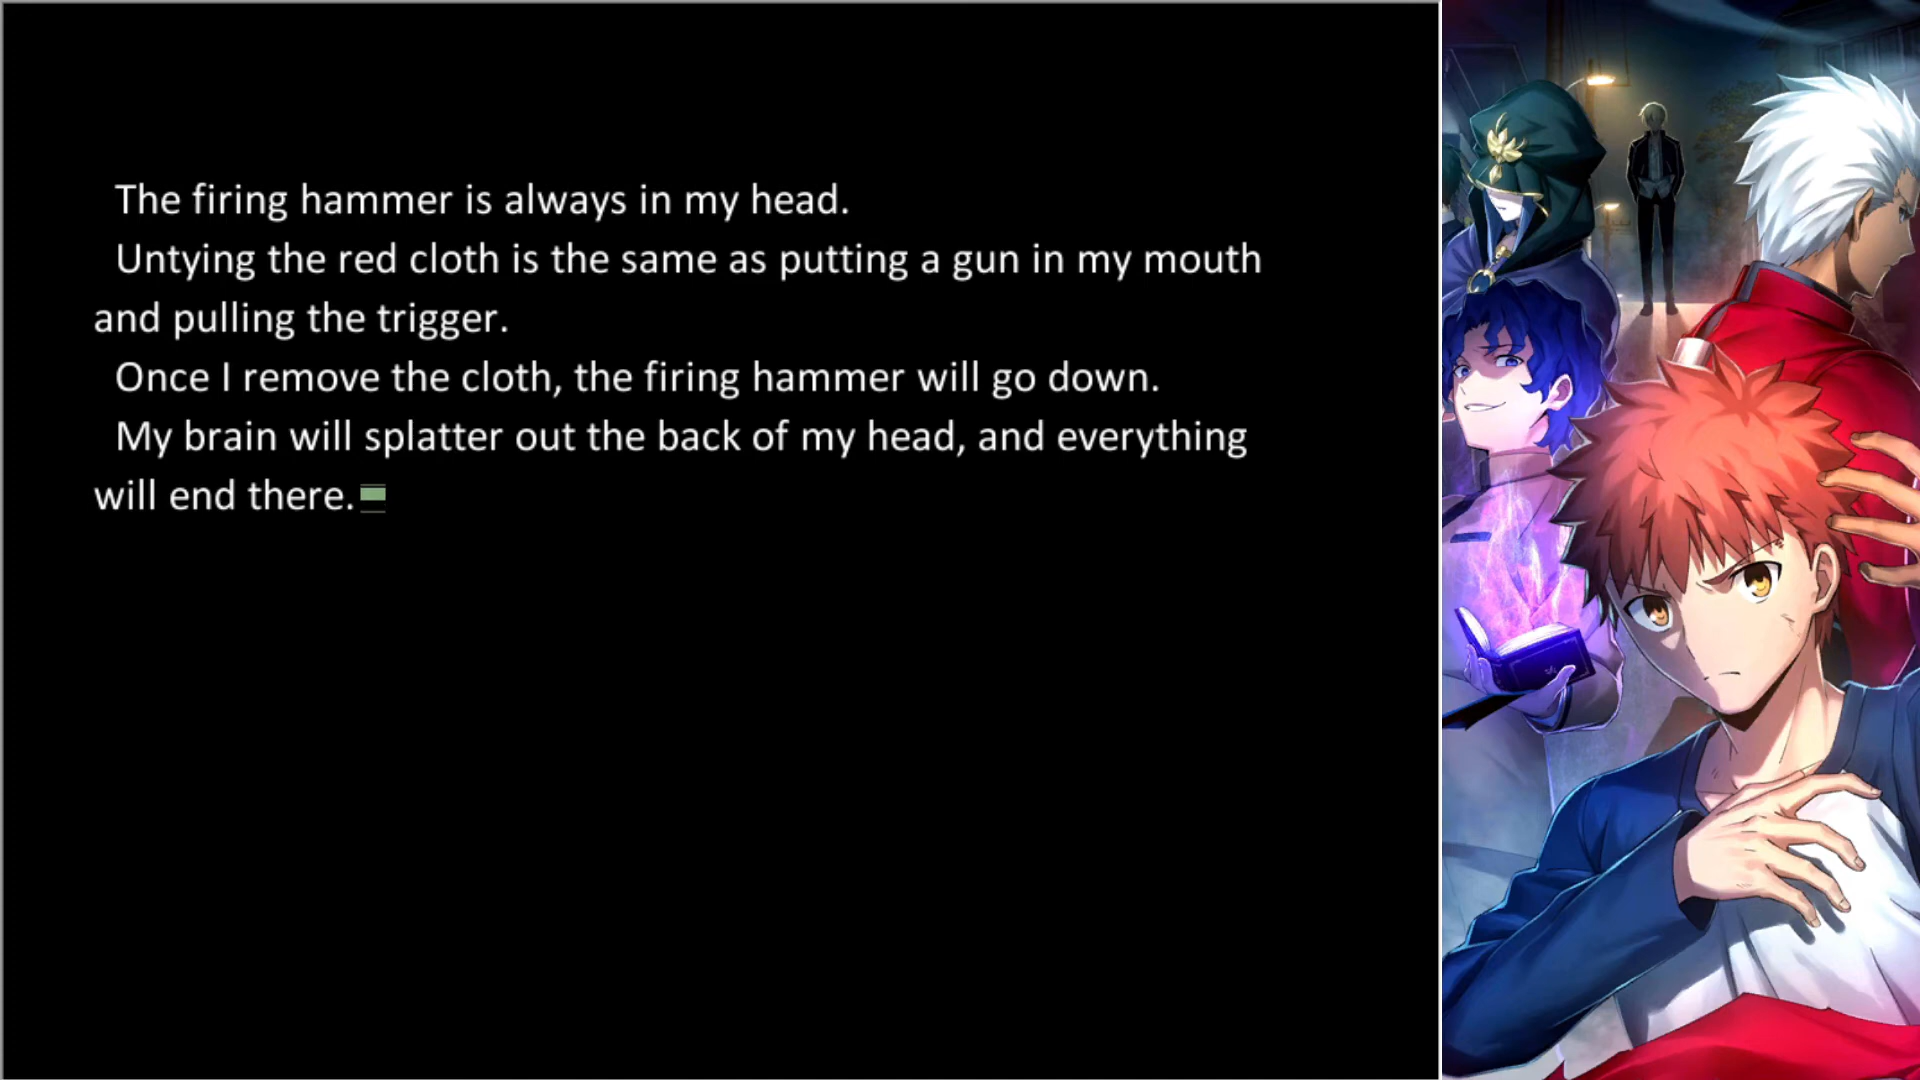 The firing hammer is always in my head.
Untying the red cloth is the same as putting a gun in my mouth
and pulling the trigger.
Once I remove the cloth, the firing hammer will go down.
My brain will splatter out the back of my head, and everything
will end there.